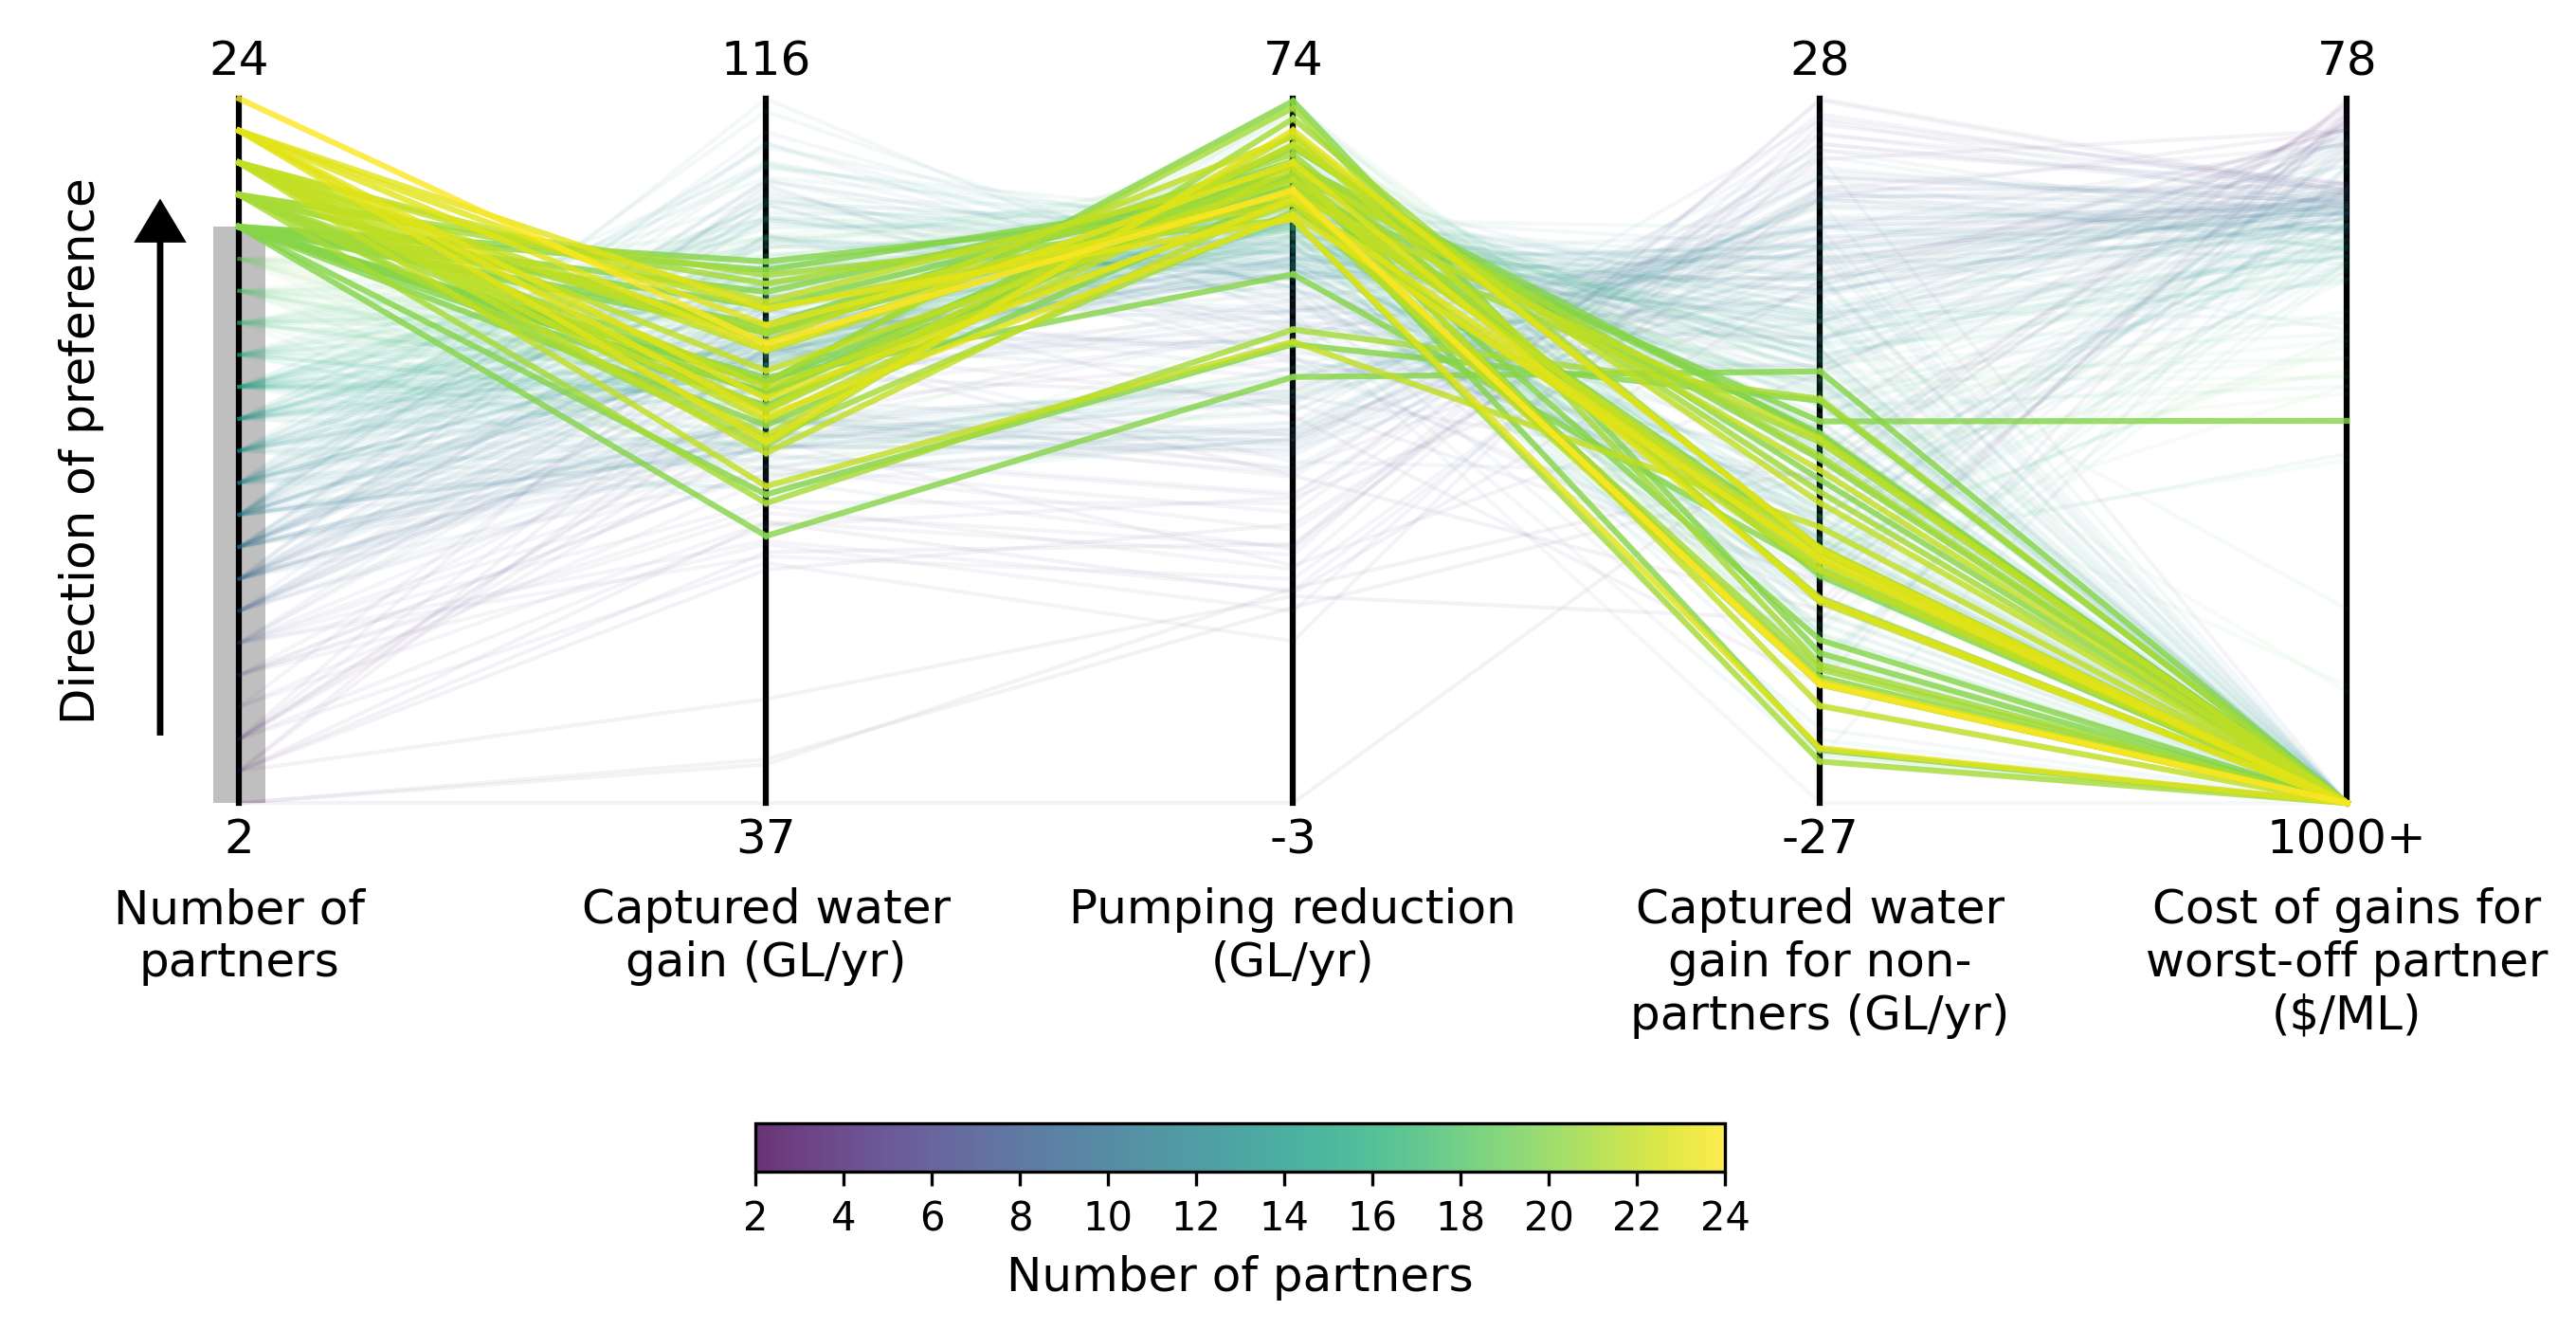 24 116 74 28 78
Direction of preference
2 37 -3 -27 1000+
Number of
partners
Captured water
gain (GL/yr)
Pumping reduction
(GL/yr)
Captured water
gain for non-
partners (GL/yr)
Cost of gains for
worst-off partner
($/ML)
2 4 6 8 10 12 14 16 18 20 22 24
Number of partners